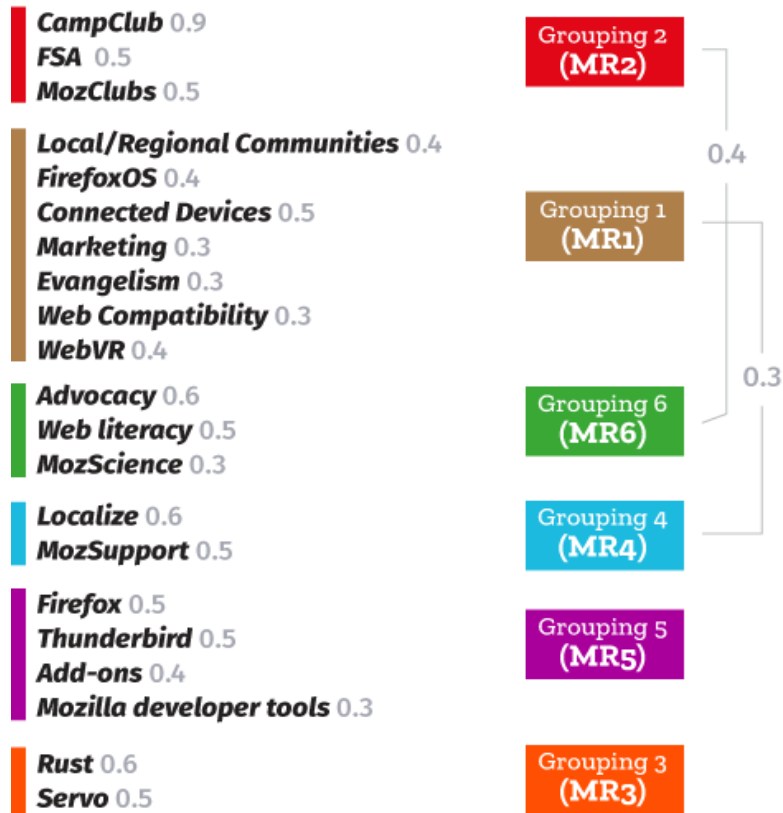 CampClub 0.9
FSA 0.5
MozClubs 0.5
Grouping 2
(MR2)
0.4
Local/Regional Communities 0.4
FirefoxOS 0.4
Connected Devices 0.5
Marketing 0.3
Evangelism 0.3
Web Compatibility 0.3
WebVR 0.4
Grouping 1
(MR1)
0.3
Advocacy 0.6
Web literacy 0.5
MozScience 0.3
Grouping 6
(MR6)
Localize 0.6
MozSupport 0.5
Grouping 4
(MR4)
Firefox 0.5
Thunderbird 0.5
Add-ons 0.4
Mozilla developer tools 0.3
Grouping 5
(MR5)
Rust 0.6
Servo 0.5
Grouping 3
(MR3)